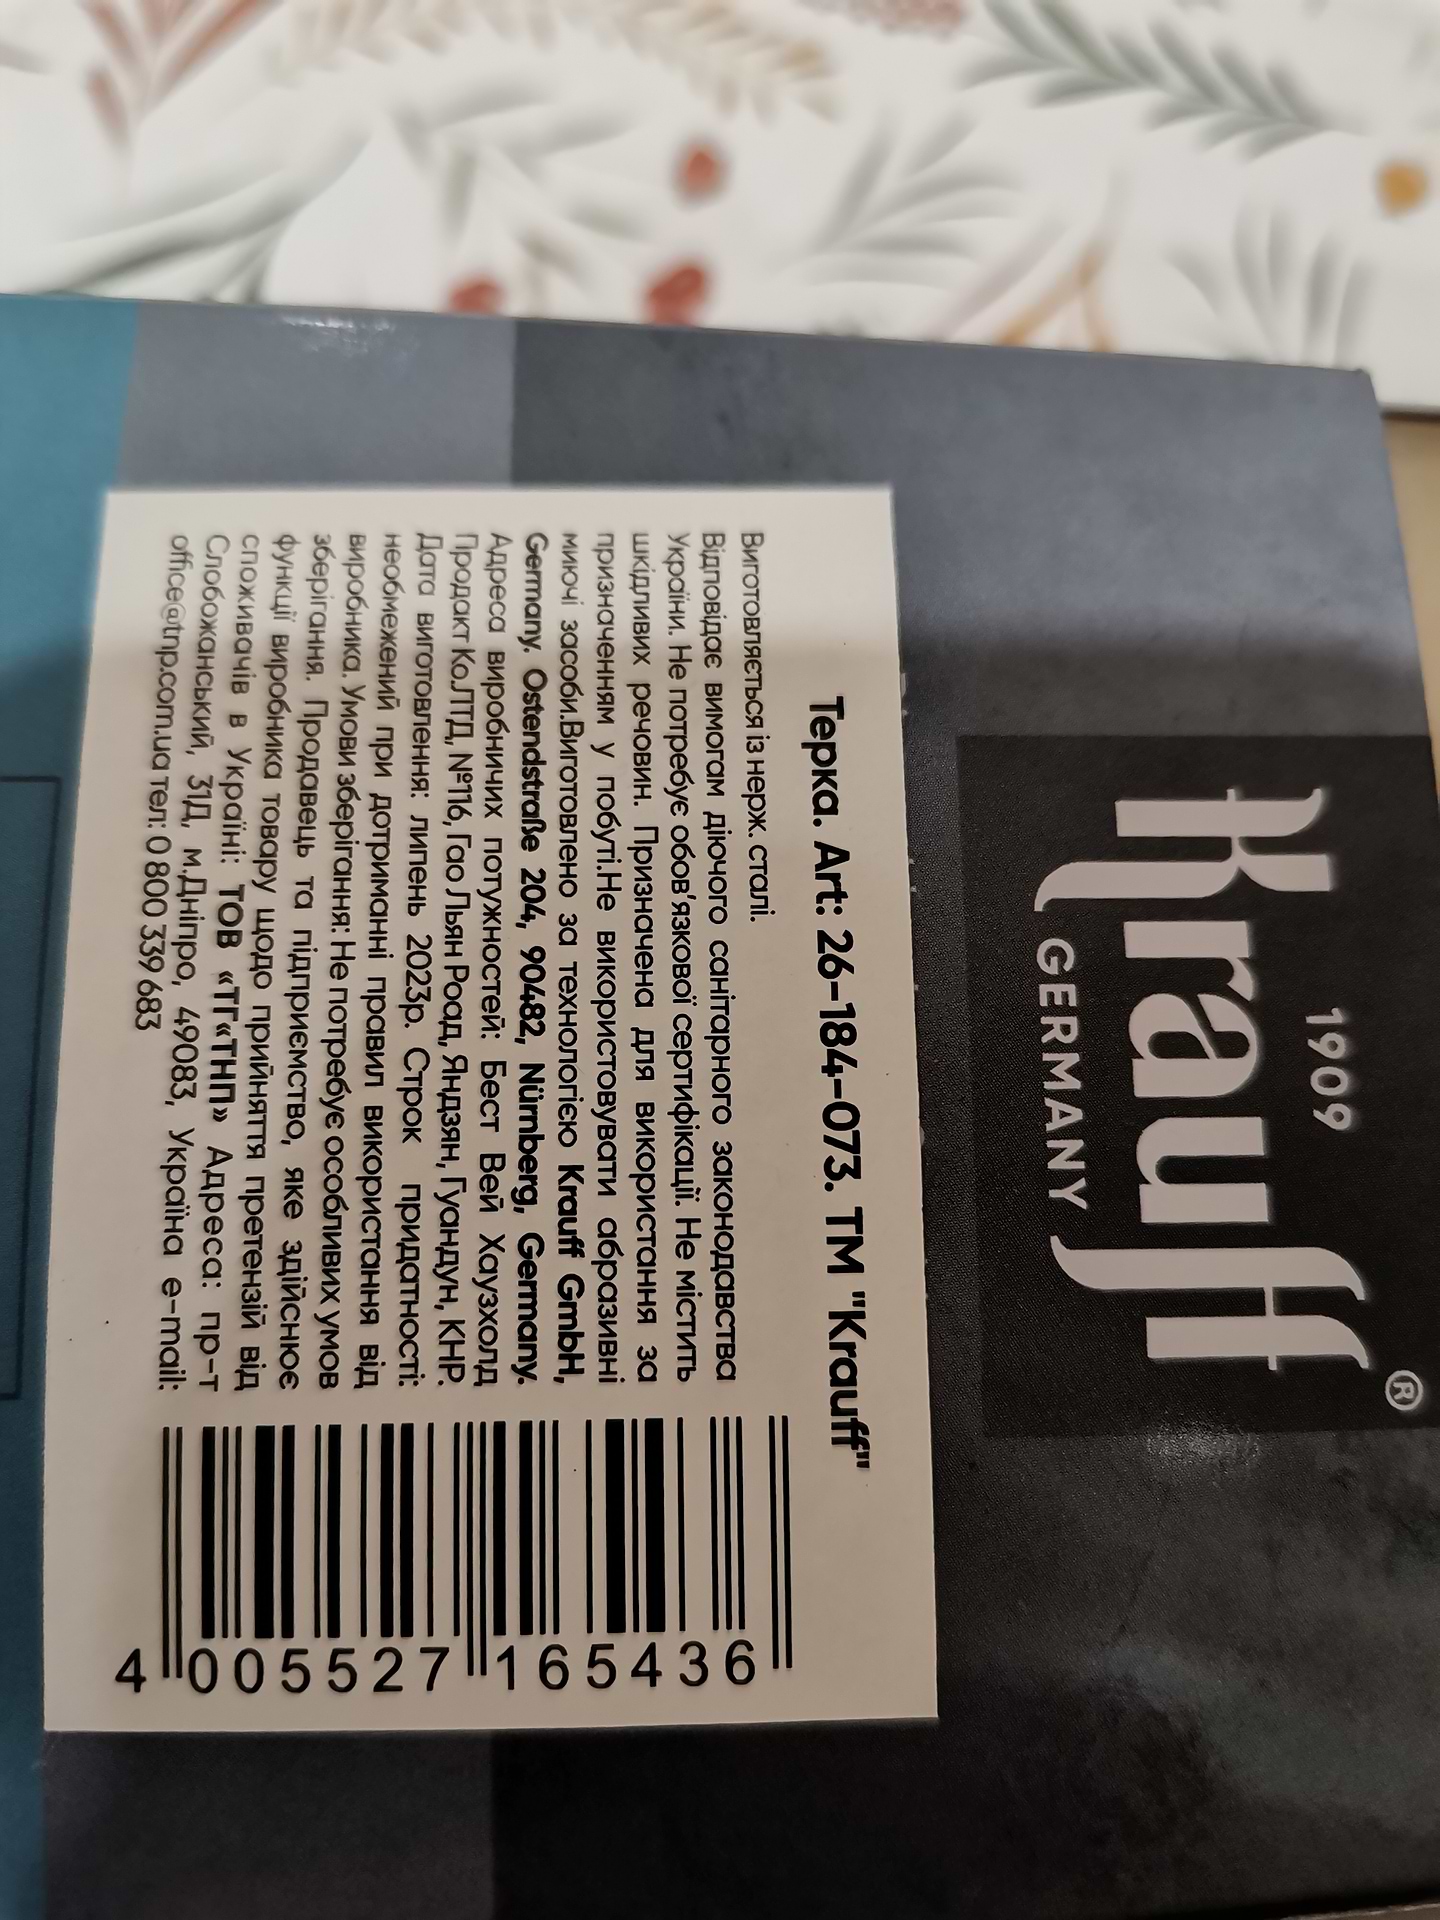 1909
Krauff®
GERMANY
Терка. Art: 26-184-073. ТМ "Krauff"
Виготовляється із нерж. сталі.
Відповідає вимогам діючого санітарного законодавства
України. Не потребує обов'язкової сертифікації. Не містить
шкідливих речовин. Призначена для використання за
призначенням у побуті.Не використовувати абразивні
миючі засоби.Виготовлено за технологією Krauff GmbH,
Germany. Ostendstraße 204, 90482, Nürnberg, Germany.
Адреса виробничих потужностей: Бест Вей Хаузхолд
Продакт Ко.ЛТД, №116, Гао Льян Роад, Яндзян, Гуандун, КНР.
Дата виготовлення: липень 2023р. Строк придатності:
необмежений при дотриманні правил використання від
виробника. Умови зберігання: Не потребує особливих умов
зберігання. Продавець та підприємство, яке здійснює
функції виробника товару щодо прийняття претензій від
споживачів в Україні: ТОВ «ТГ«ТНП» Адреса: пр-т
Слобожанський, 31Д, м.Дніпро, 49083, Україна e-mail:
office@tnp.com.ua тел: 0 800 339 683
4 005527 165436